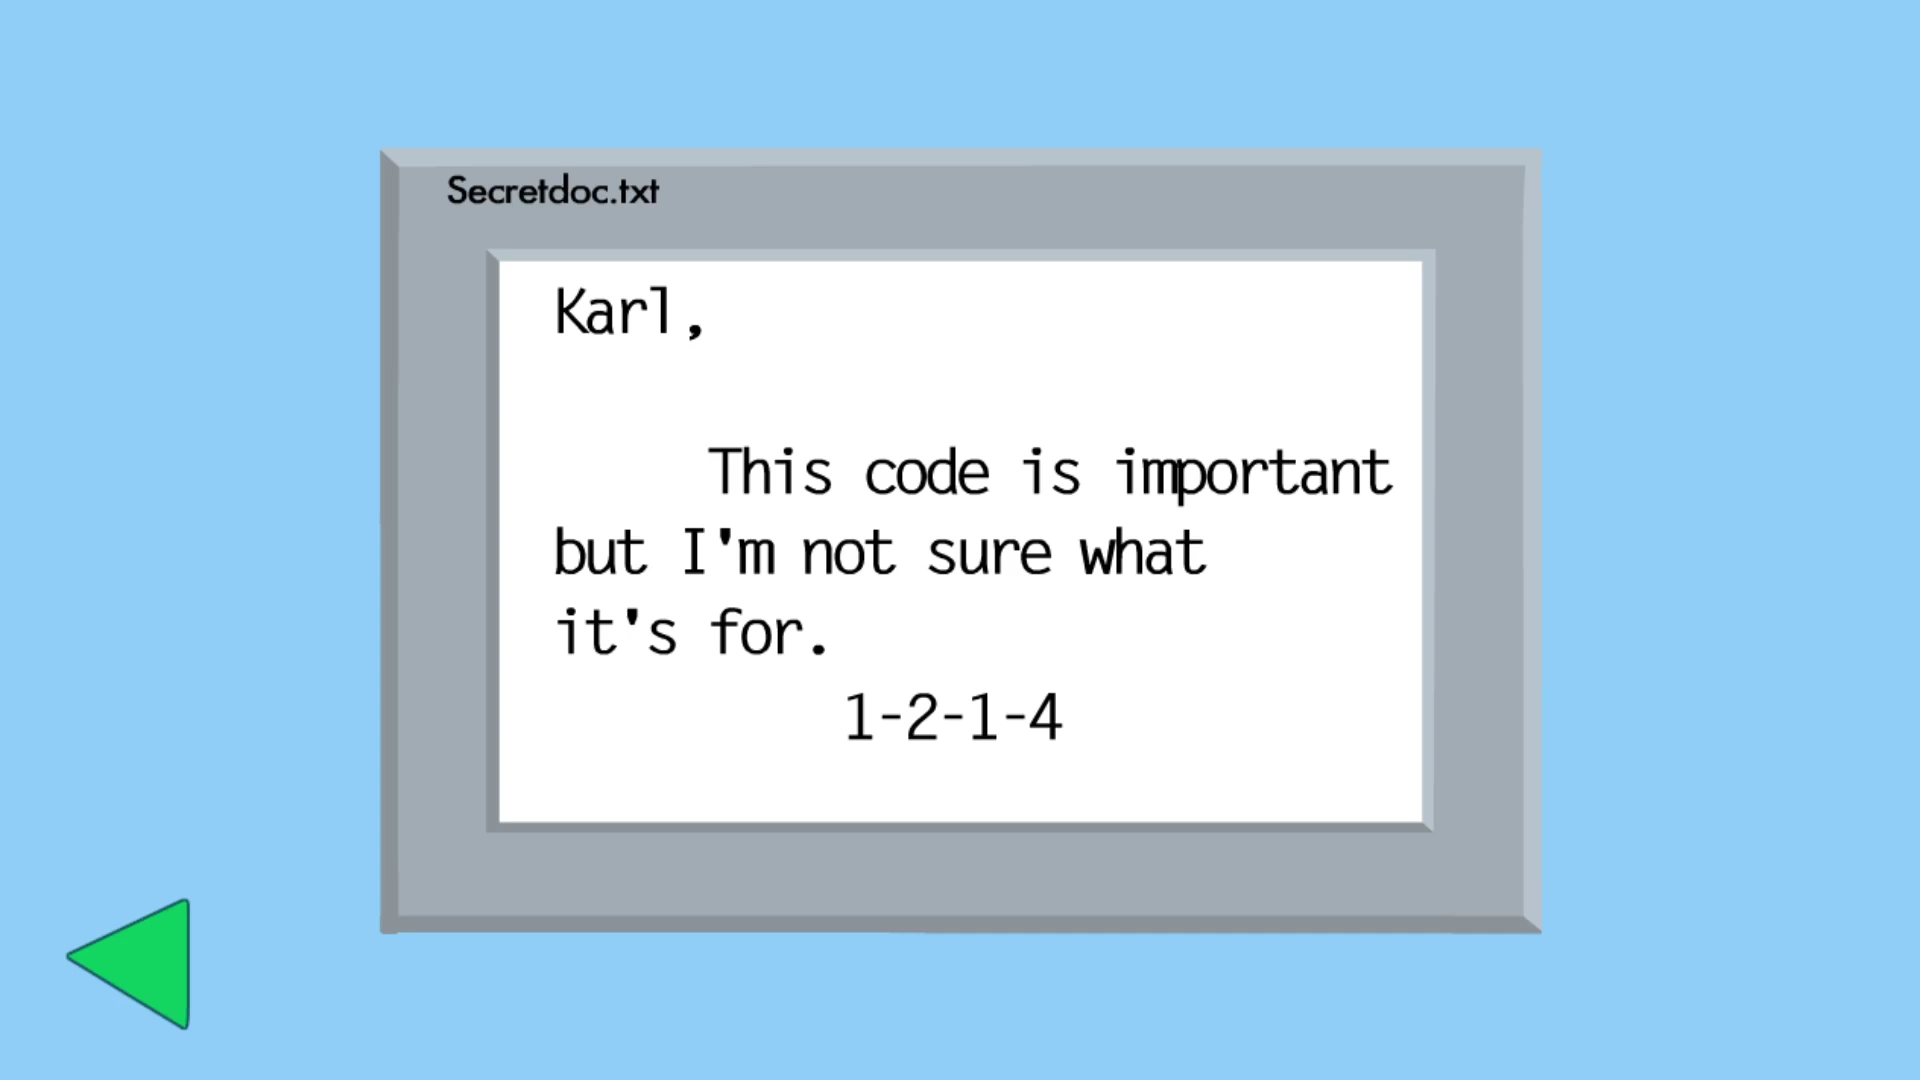 Secretdoc.txt
Karl,
This code is important
but I'm not sure what
it's for.
1-2-1-4